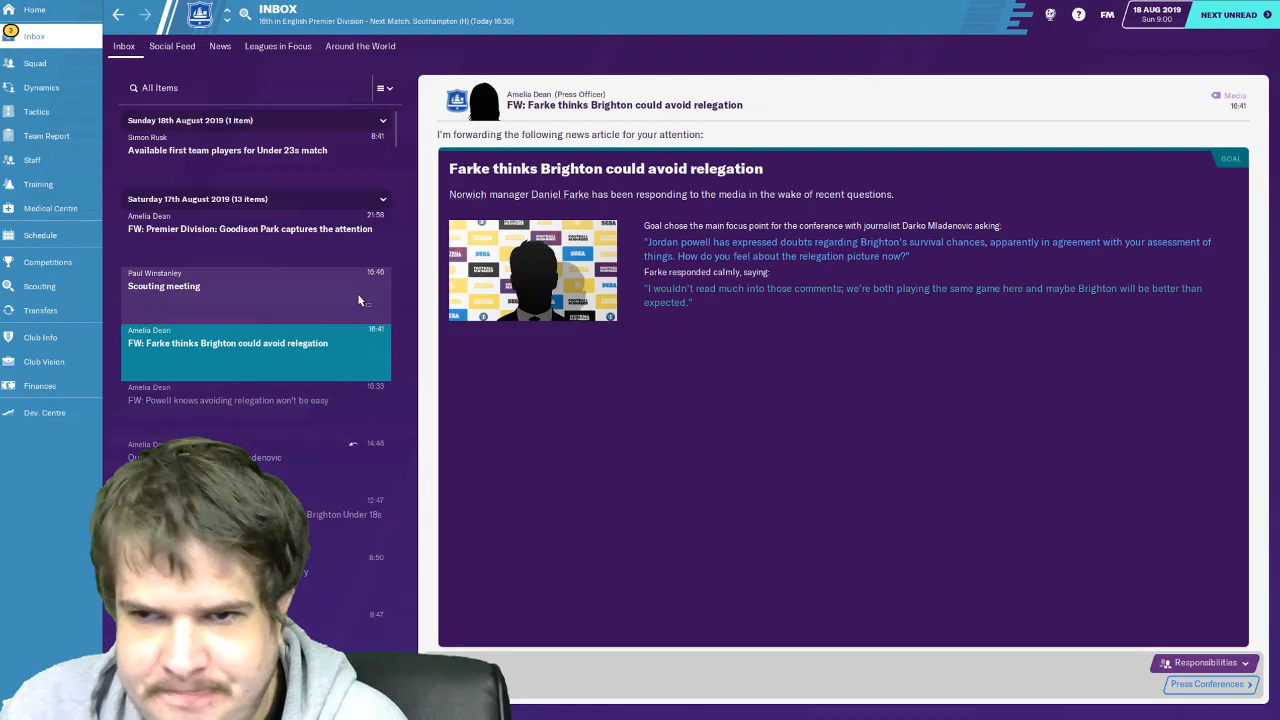 Home
INBOX
16th in English Premier Division - Next Match: Southampton (H) (Today 16:30)
FM
18 AUG 2019
Sun 9:00
NEXT UNREAD
3
Inbox
Squad
Dynamics
Tactics
Team Report
Staff
Training
Medical Centre
Schedule
Competitions
Scouting
Transfers
Club Info
Club Vision
Finances
Dev. Centre
Inbox
Social Feed
News
Leagues in Focus
Around the World
All Items
Sunday 18th August 2019 (1 item)
Simon Rusk
8:41
Available first team players for Under 23s match
Saturday 17th August 2019 (13 items)
Amelia Dean
21:58
FW: Premier Division: Goodison Park captures the attention
Paul Winstanley
16:46
Scouting meeting
Amelia Dean
16:41
FW: Farke thinks Brighton could avoid relegation
Amelia Dean
16:33
FW: Powell knows avoiding relegation won't be easy
Amelia De
14:46
denovic
12:47
Brighton Under 18s
8:50
8:47
Amelia Dean (Press Officer)
FW: Farke thinks Brighton could avoid relegation
Media
16:41
I'm forwarding the following news article for your attention:
GOAL
Farke thinks Brighton could avoid relegation
Norwich manager Daniel Farke has been responding to the media in the wake of recent questions.
SEGA
Goal chose the main focus point for the conference with journalist Darko Mladenovic asking:
"Jordan powell has expressed doubts regarding Brighton's survival chances, apparently in agreement with your assessment of
things. How do you feel about the relegation picture now?"
Farke responded calmly, saying:
"I wouldn't read much into those comments; we're both playing the same game here and maybe Brighton will be better than
expected."
Responsibilities
Press Conferences